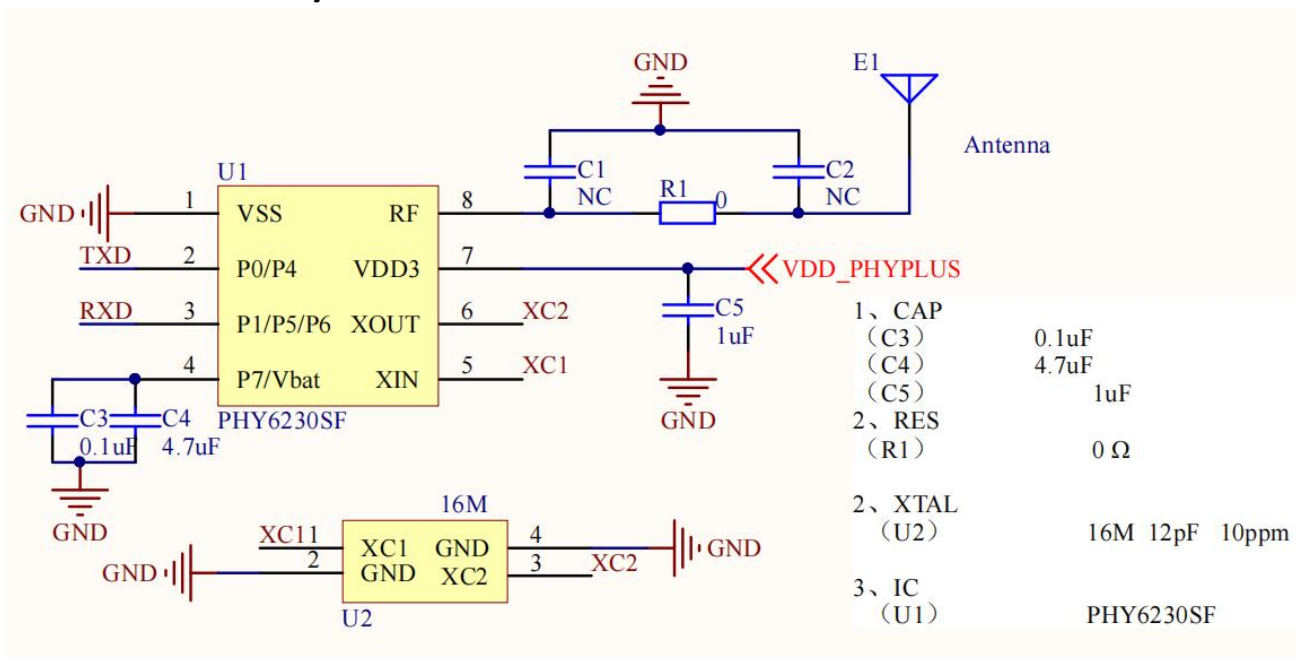 GND
E1
Antenna
U1
C1
NC
R1
0
C2
NC
GND
1
VSS
RF
8
TXD
2
P0/P4
VDD3
7
VDD_PHYPLUS
RXD
3
P1/P5/P6
XOUT
6
XC2
C5
1uF
4
P7/Vbat
XIN
5
XC1
PHY6230SF
GND
C3
0.1uF
C4
4.7uF
GND
16M
XC1
1
XC1
GND
4
GND
GND
2
GND
XC2
3
XC2
U2
1、CAP
（C3） 0.1uF
（C4） 4.7uF
（C5） 1uF
2、RES
（R1） 0 Ω
2、XTAL
（U2） 16M 12pF 10ppm
3、IC
（U1） PHY6230SF